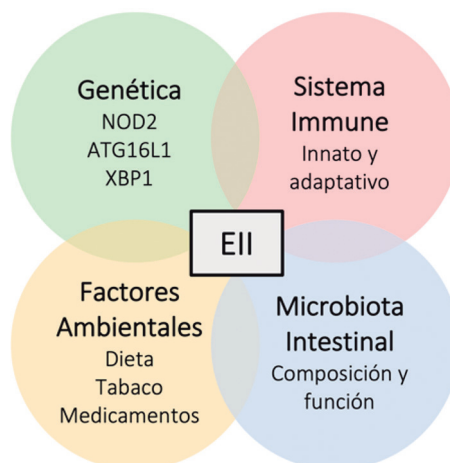 Genética
NOD2
ATG16L1
XBP1
Sistema
Immune
Innato y
adaptativo
EII
Factores
Ambientales
Dieta
Tabaco
Medicamentos
Microbiota
Intestinal
Composición y
función